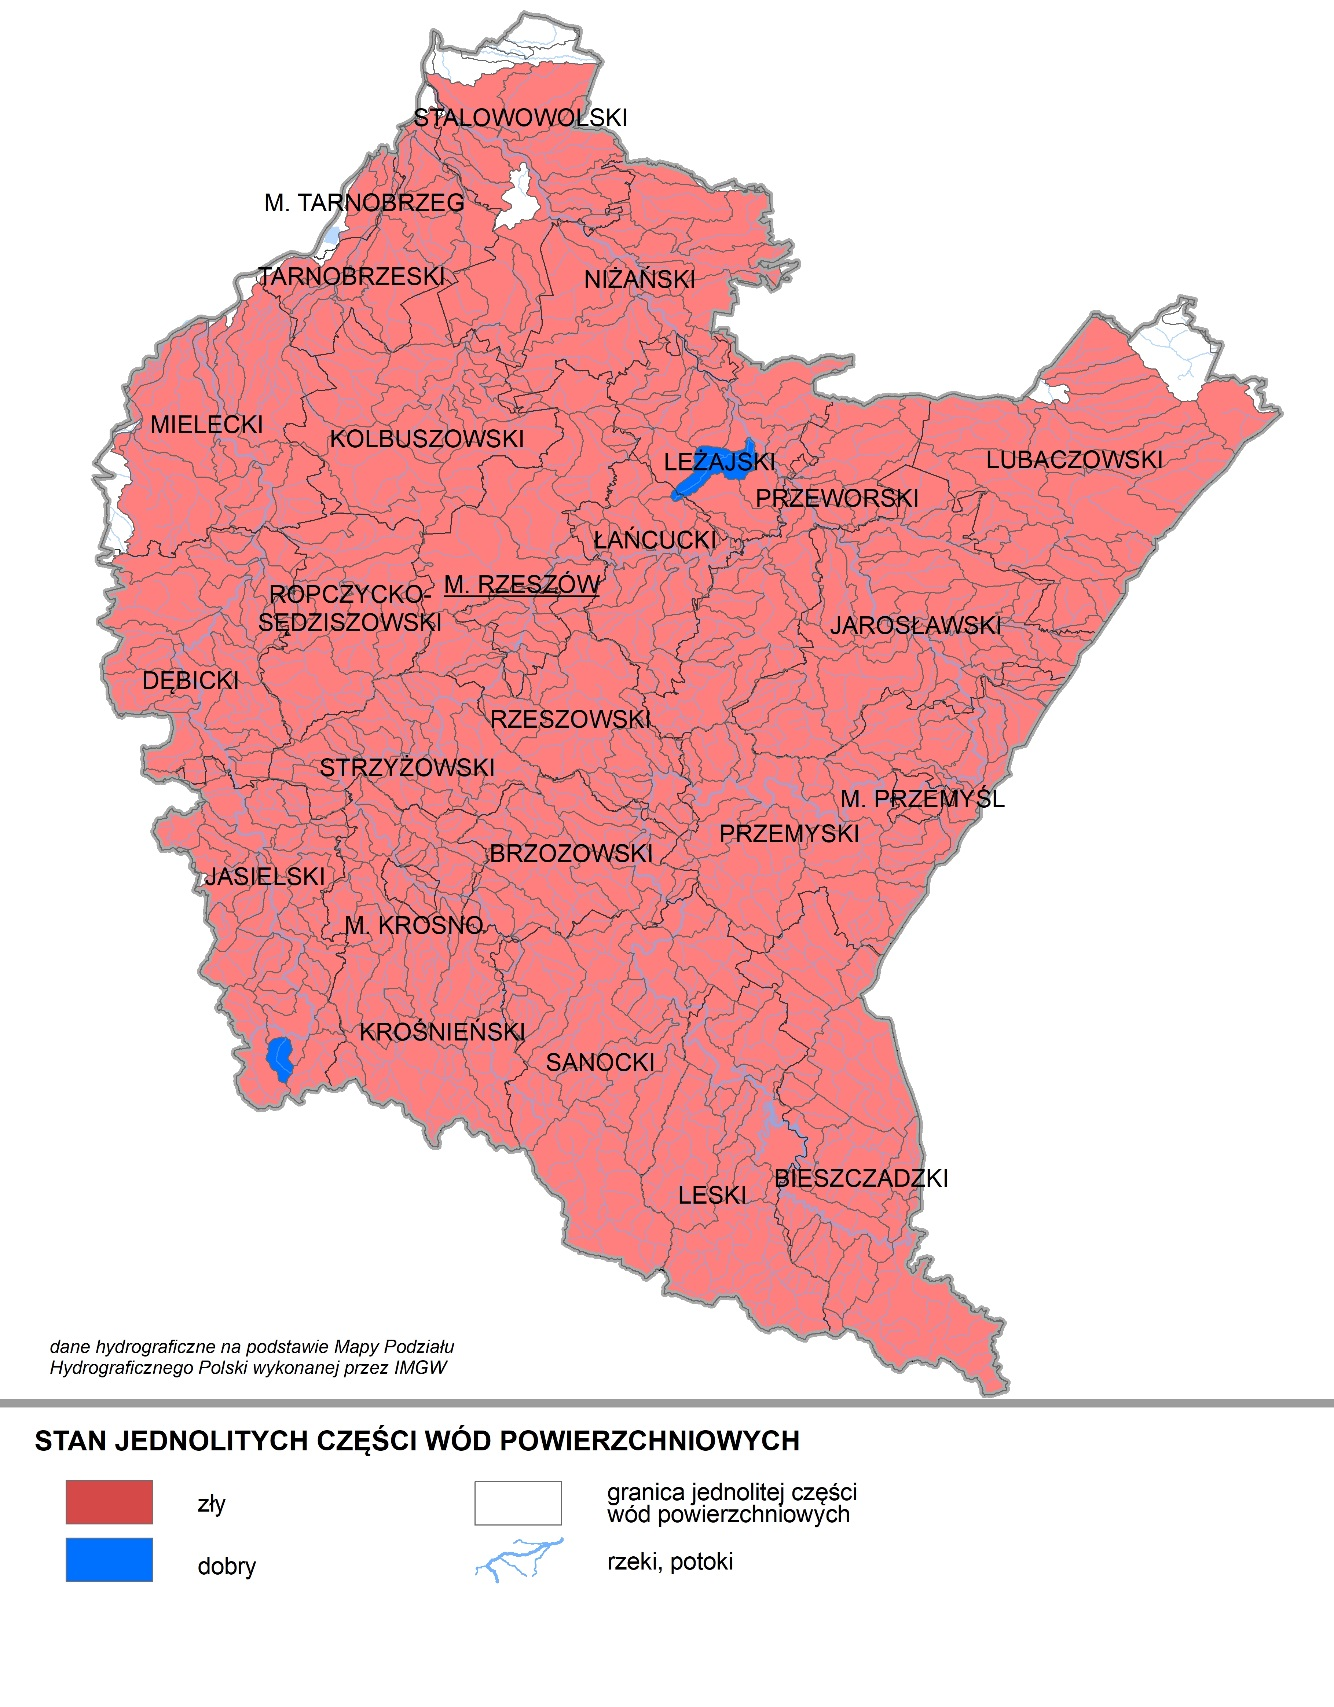 STALOWOWOLSKI
M. TARNOBRZEG
TARNOBRZESKI
NIŻAŃSKI
MIELECKI
KOLBUSZOWSKI
LEŻAJSKI
LUBACZOWSKI
PRZEWORSKI
ŁAŃCUCKI
M. RZESZÓW
ROPCZYCKO-
SĘDZISZOWSKI
JAROSŁAWSKI
DĘBICKI
RZESZOWSKI
STRZYŻOWSKI
M. PRZEMYŚL
PRZEMYSKI
BRZOZOWSKI
JASIELSKI
M. KROSNO
KROŚNIEŃSKI
SANOCKI
BIESZCZADZKI
LESKI
dane hydrograficzne na podstawie Mapy Podziału
Hydrograficznego Polski wykonanej przez IMGW
STAN JEDNOLITYCH CZĘŚCI WÓD POWIERZCHNIOWYCH
zły
granica jednolitej części
wód powierzchniowych
dobry
rzeki, potoki